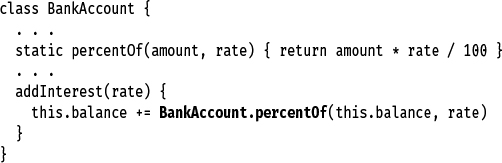 class BankAccount {
. . .
static percentOf(amount, rate) { return amount * rate / 100 }
. . .
addInterest(rate) {
this.balance += BankAccount.percentOf(this.balance, rate)
}
}